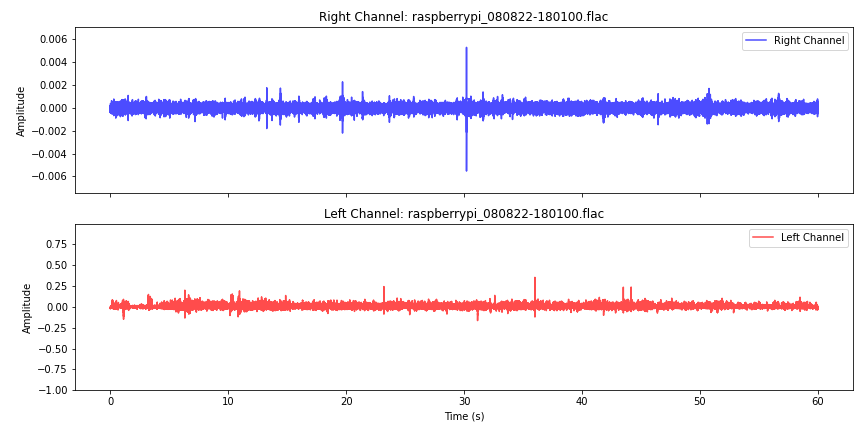 Right Channel: raspberrypi_080822-180100.flac
Right Channel
Amplitude
0.006
0.004
0.002
0.000
−0.002
−0.004
−0.006
Left Channel: raspberrypi_080822-180100.flac
Left Channel
Amplitude
0.75
0.50
0.25
0.00
−0.25
−0.50
−0.75
−1.00
0 10 20 30 40 50 60
Time (s)